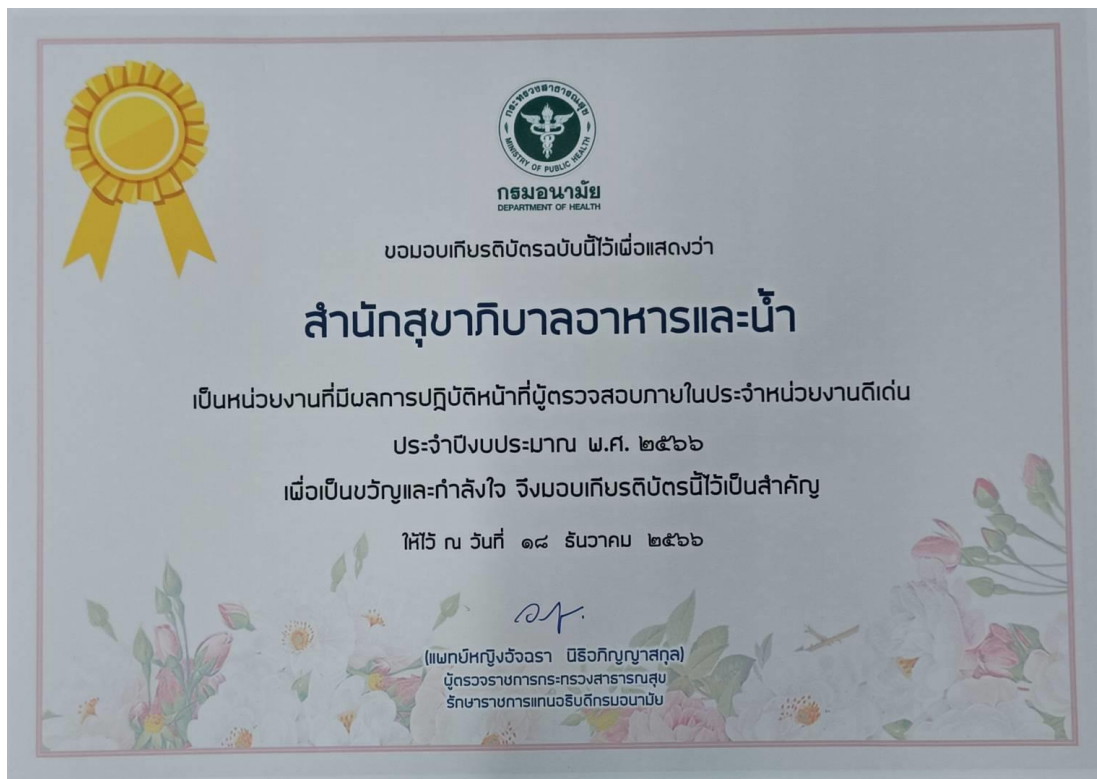 กระทรวงสาธารณสุข
MINISTRY OF PUBLIC HEALTH
กรมอนามัย
DEPARTMENT OF HEALTH
ขอมอบเกียรติบัตรฉบับนี้ไว้เพื่อแสดงว่า
สำนักสุขาภิบาลอาหารและน้ำ
เป็นหน่วยงานที่มีผลการปฏิบัติหน้าที่ผู้ตรวจสอบภายในประจำหน่วยงานดีเด่น
ประจำปีงบประมาณ พ.ศ. ๒๕๖๖
เพื่อเป็นขวัญและกำลังใจ จึงมอบเกียรติบัตรนี้ไว้เป็นสำคัญ
ให้ไว้ ณ วันที่ ๑๘ ธันวาคม ๒๕๖๖
(แพทย์หญิงอัจฉรา นิธิอภิญญาสกุล)
ผู้ตรวจราชการกระทรวงสาธารณสุข
รักษาราชการแทนอธิบดีกรมอนามัย